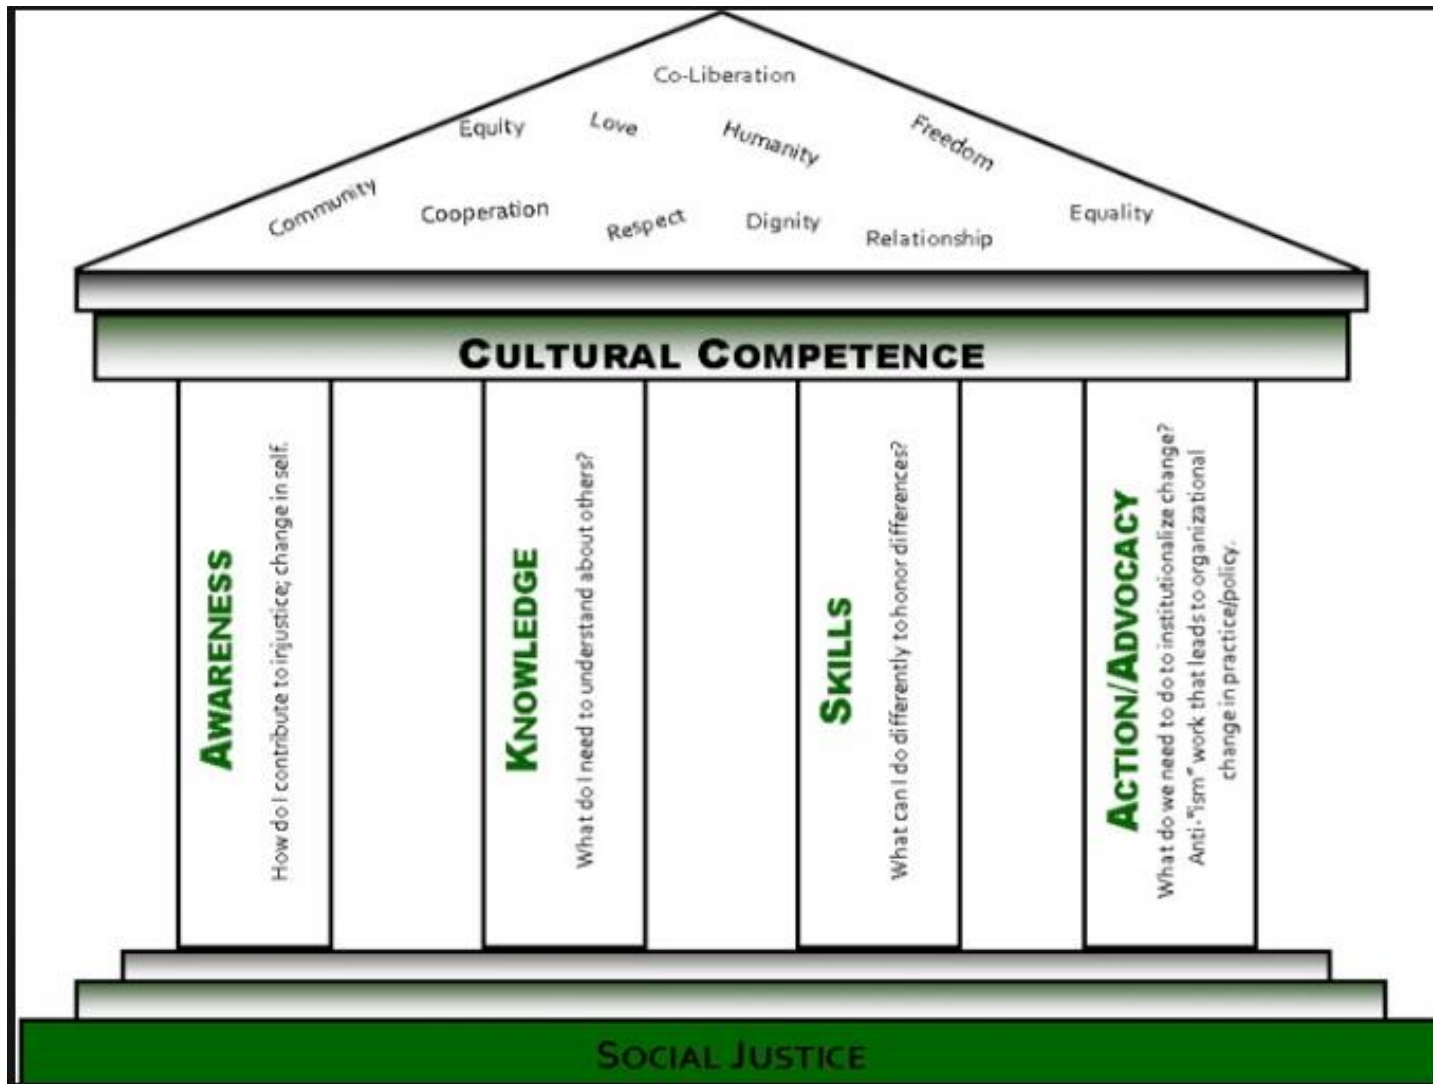 Co-Liberation
Equity
Love
Humanity
Freedom
Community
Cooperation
Respect
Dignity
Relationship
Equality
CULTURAL COMPETENCE
AWARENESS
How do I contribute to injustice; change in self.
KNOWLEDGE
What do I need to understand about others?
SKILLS
What can I do differently to honor differences?
ACTION/ADVOCACY
What do we need to do to institutionalize change?
Anti-"ism" work that leads to organizational
change in practice/policy.
SOCIAL JUSTICE